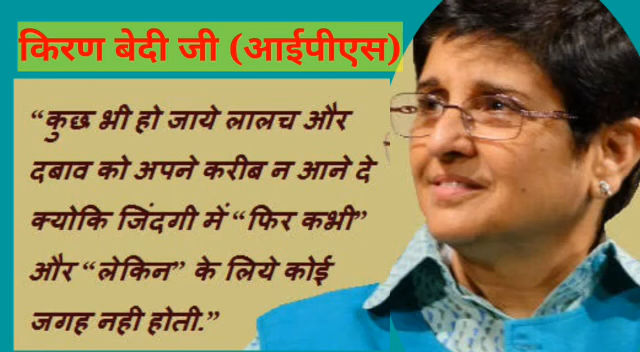 किरण बेदी जी (आईपीएस)
“कुछ भी हो जाये लालच और
दबाव को अपने करीब न आने दे
क्योकि जिंदगी में “फिर कभी”
और “लेकिन” के लिये कोई
जगह नही होती.”